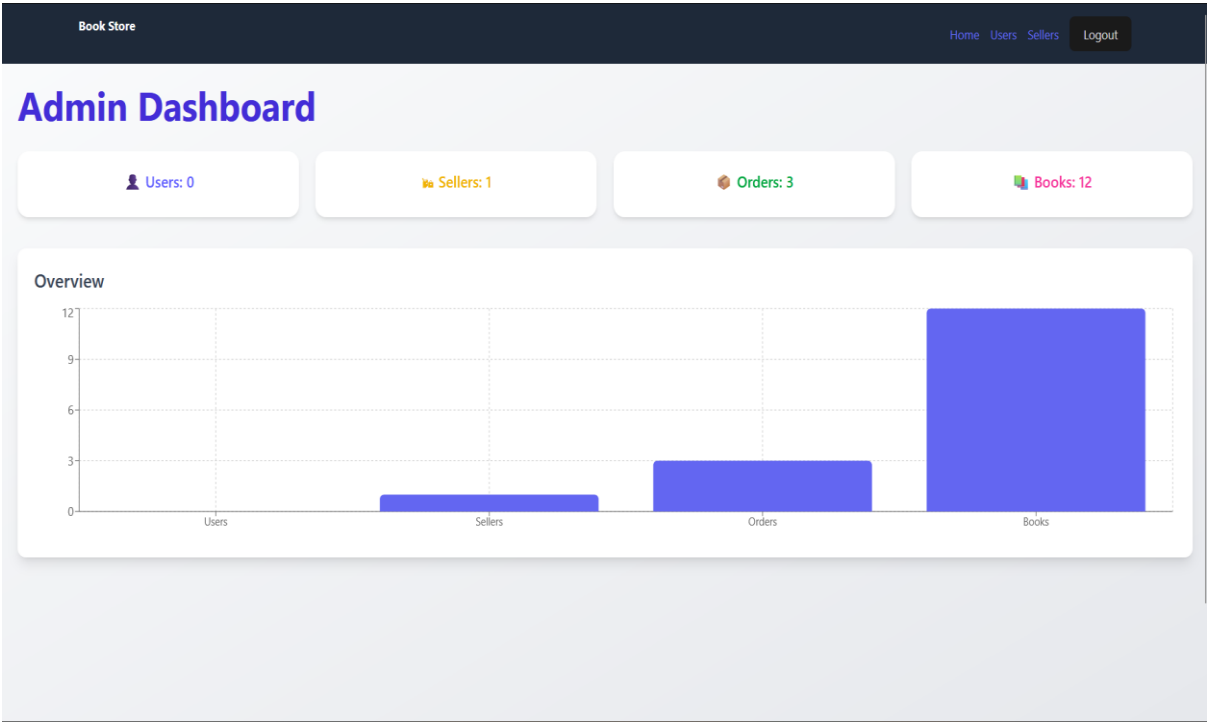 Book Store
Home Users Sellers Logout
Admin Dashboard
Users: 0
Sellers: 1
Orders: 3
Books: 12
Overview
12
9
6
3
0
Users Sellers Orders Books